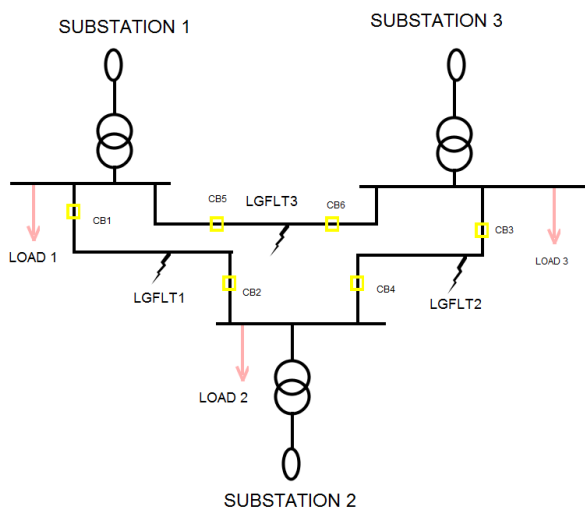 SUBSTATION 1
SUBSTATION 3
CB5
LGFLT3
CB6
CB1
CB3
LOAD 1
LOAD 3
LGFLT1
CB2
CB4
LGFLT2
LOAD 2
SUBSTATION 2